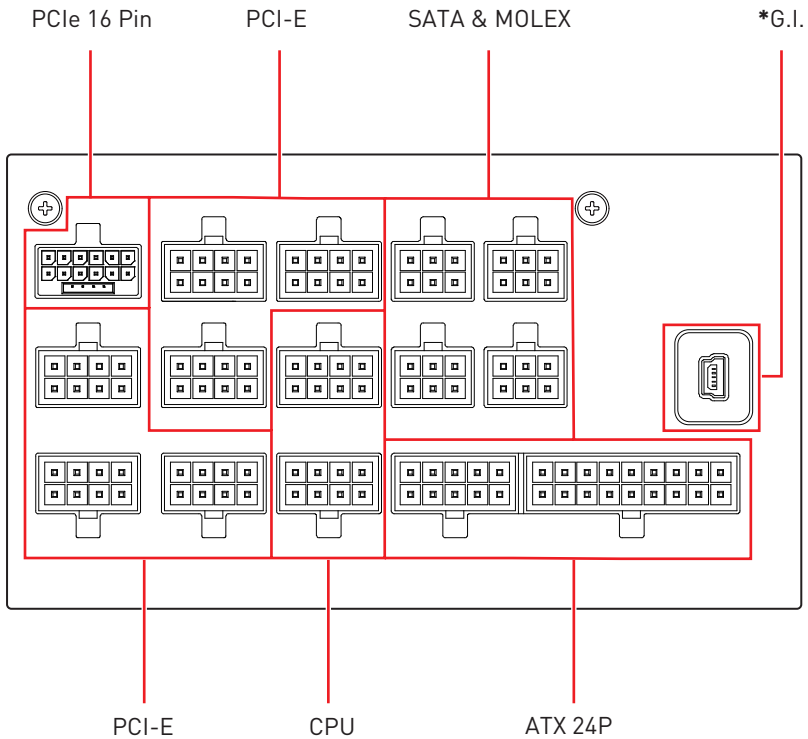 PCIe 16 Pin
PCI-E
SATA & MOLEX
*G.I.
PCI-E
CPU
ATX 24P